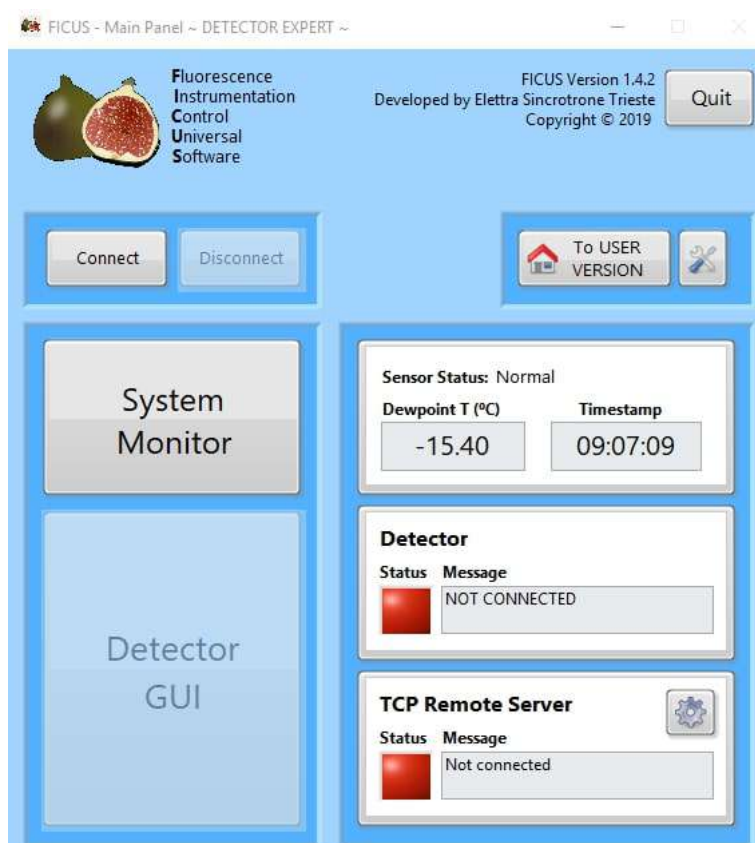 FICUS - Main Panel ~ DETECTOR EXPERT ~
Fluorescence
Instrumentation
Control
Universal
Software
FICUS Version 1.4.2
Developed by Elettra Sincrotrone Trieste
Copyright © 2019
Quit
Connect
Disconnect
To USER
VERSION
System
Monitor
Detector
GUI
Sensor Status: Normal
Dewpoint T (ºC)
Timestamp
-15.40
09:07:09
Detector
Status Message
NOT CONNECTED
TCP Remote Server
Status Message
Not connected